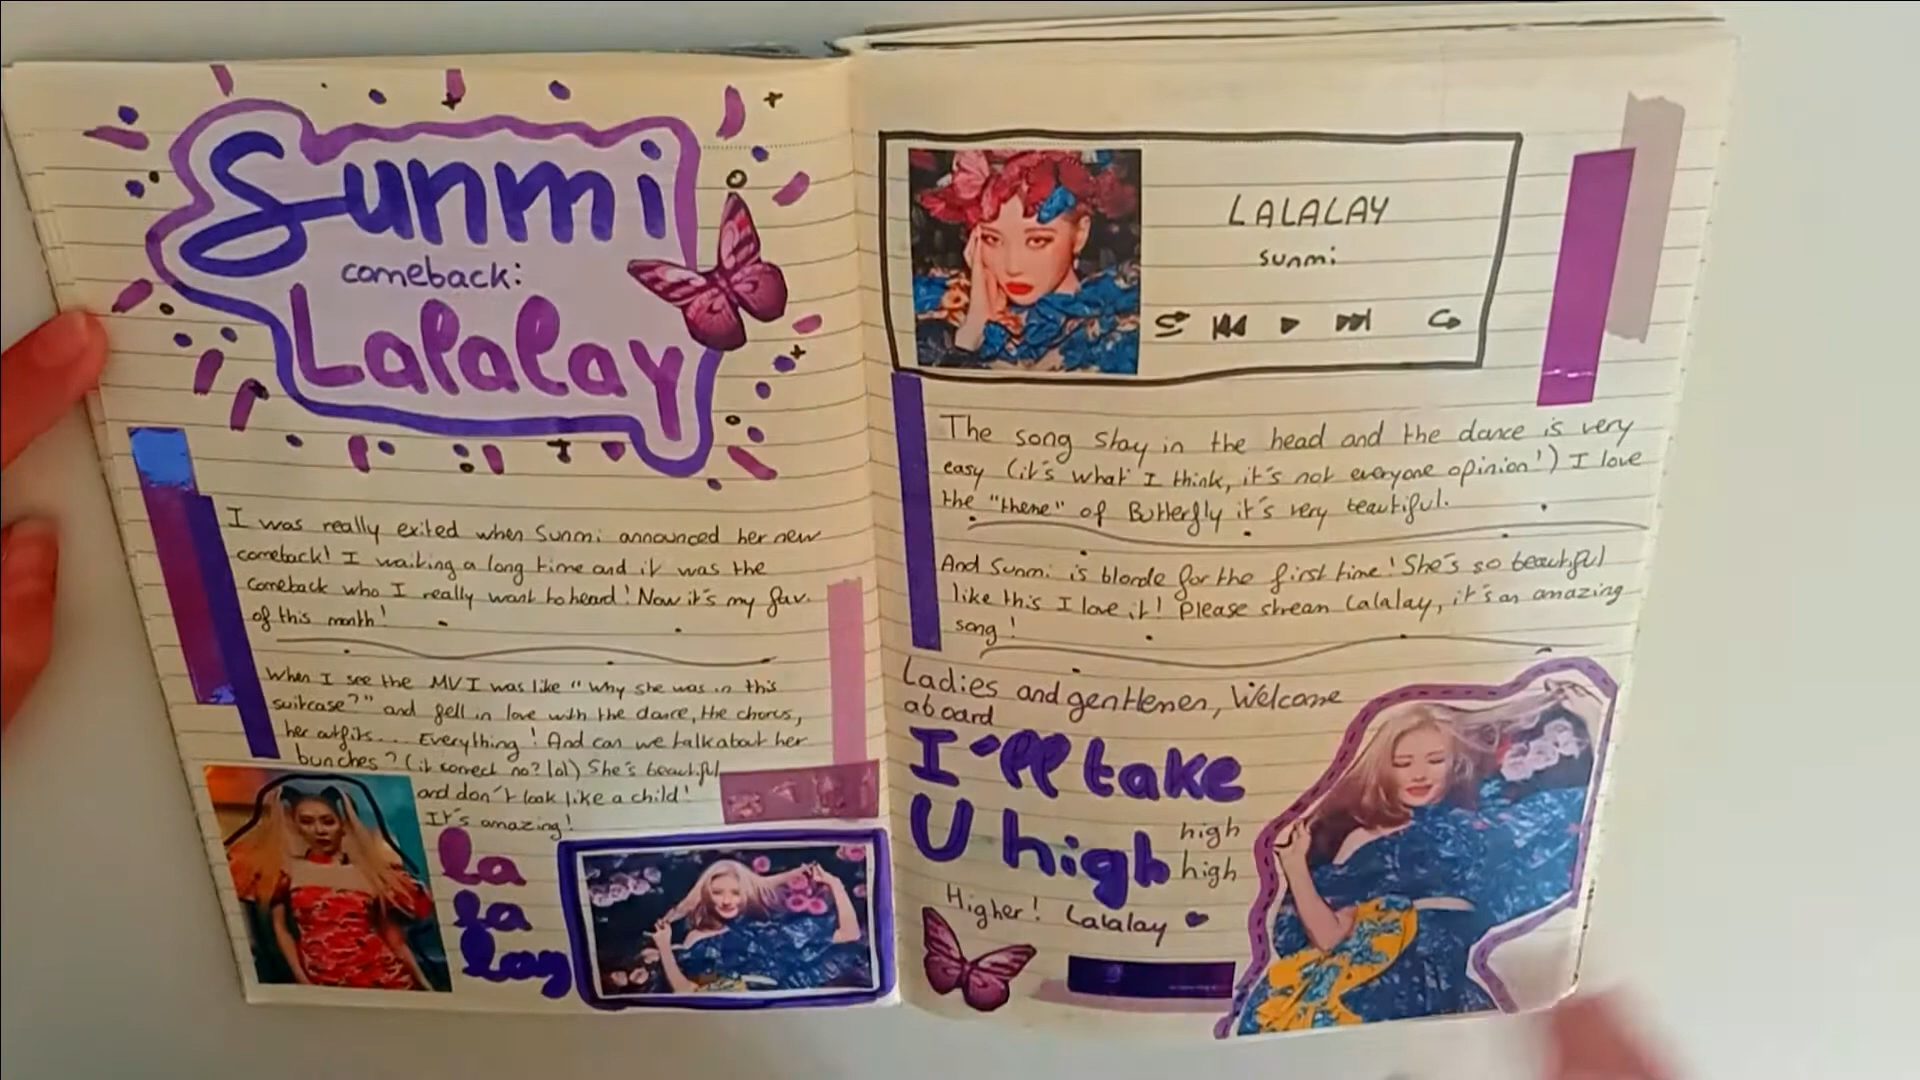 Sunmi
comeback:
Lalalay
I was really exited when Sunmi announced her new
comeback! I waiting a long time and it was the
comeback who I really want to heard! Now it's my fav.
of this month!
When I see the MV I was like "Why she was in this
suitcase?" and fell in love with the dance, the chorus,
her outfits... Everything! And can we talk about her
bunches? (it correct no? lol) She's beautiful
and don't look like a child!
It's amazing!
la
la
lay
LALALAY
sunmi
The song stay in the head and the dance is very
easy (it's what I think, it's not everyone opinion!) I love
the "theme" of Butterfly it's very beautiful.
And Sunmi is blonde for the first time! She's so beautiful
like this I love it! Please stream Lalalay, it's an amazing
song!
Ladies and gentlemen, Welcome
aboard
I'll take
U high
high
high
Higher! Lalalay